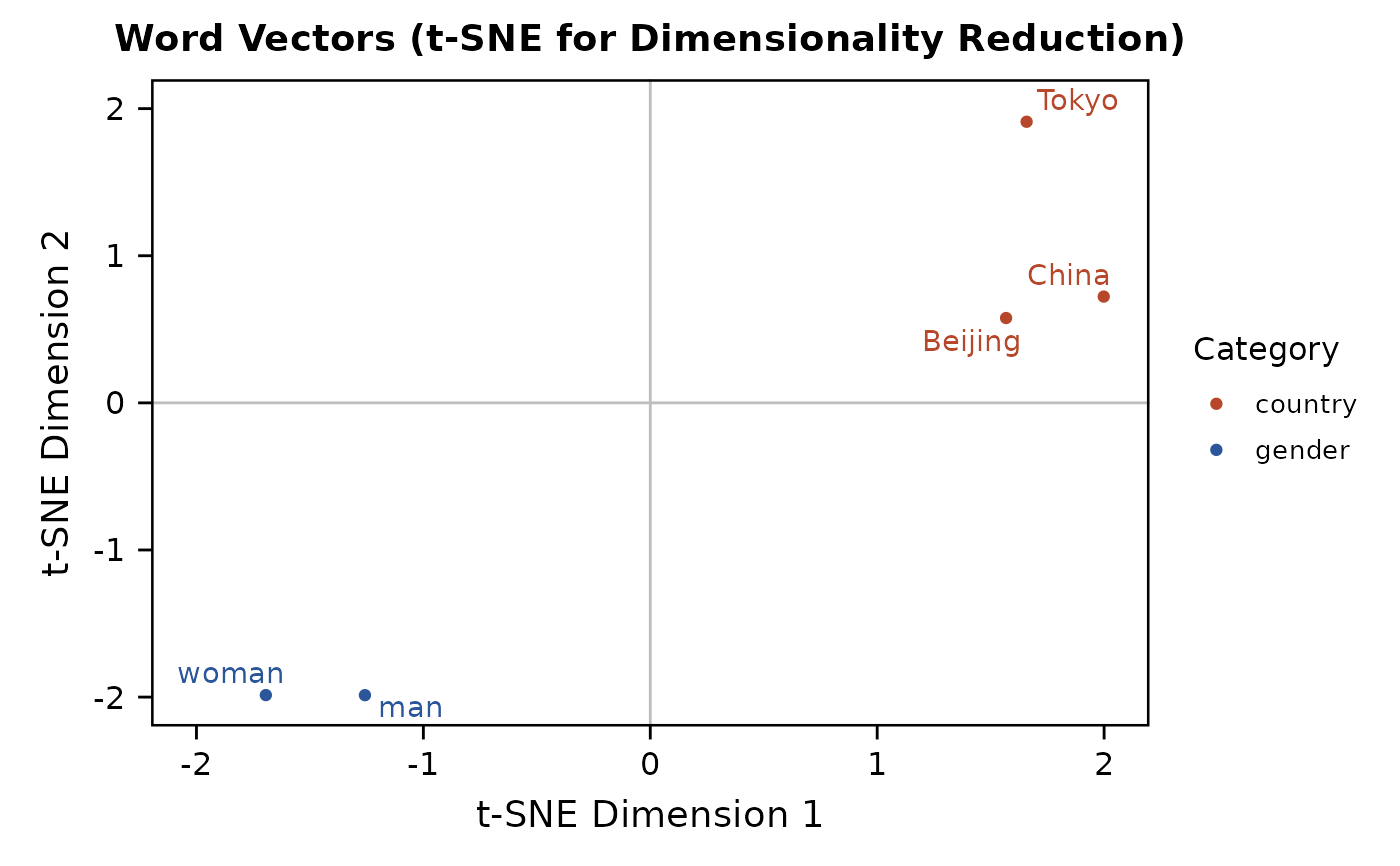 Word Vectors (t-SNE for Dimensionality Reduction)
t-SNE Dimension 2
2
1
0
-1
-2
Tokyo
China
Beijing
woman
man
-2
-1
0
1
2
t-SNE Dimension 1
Category
country
gender